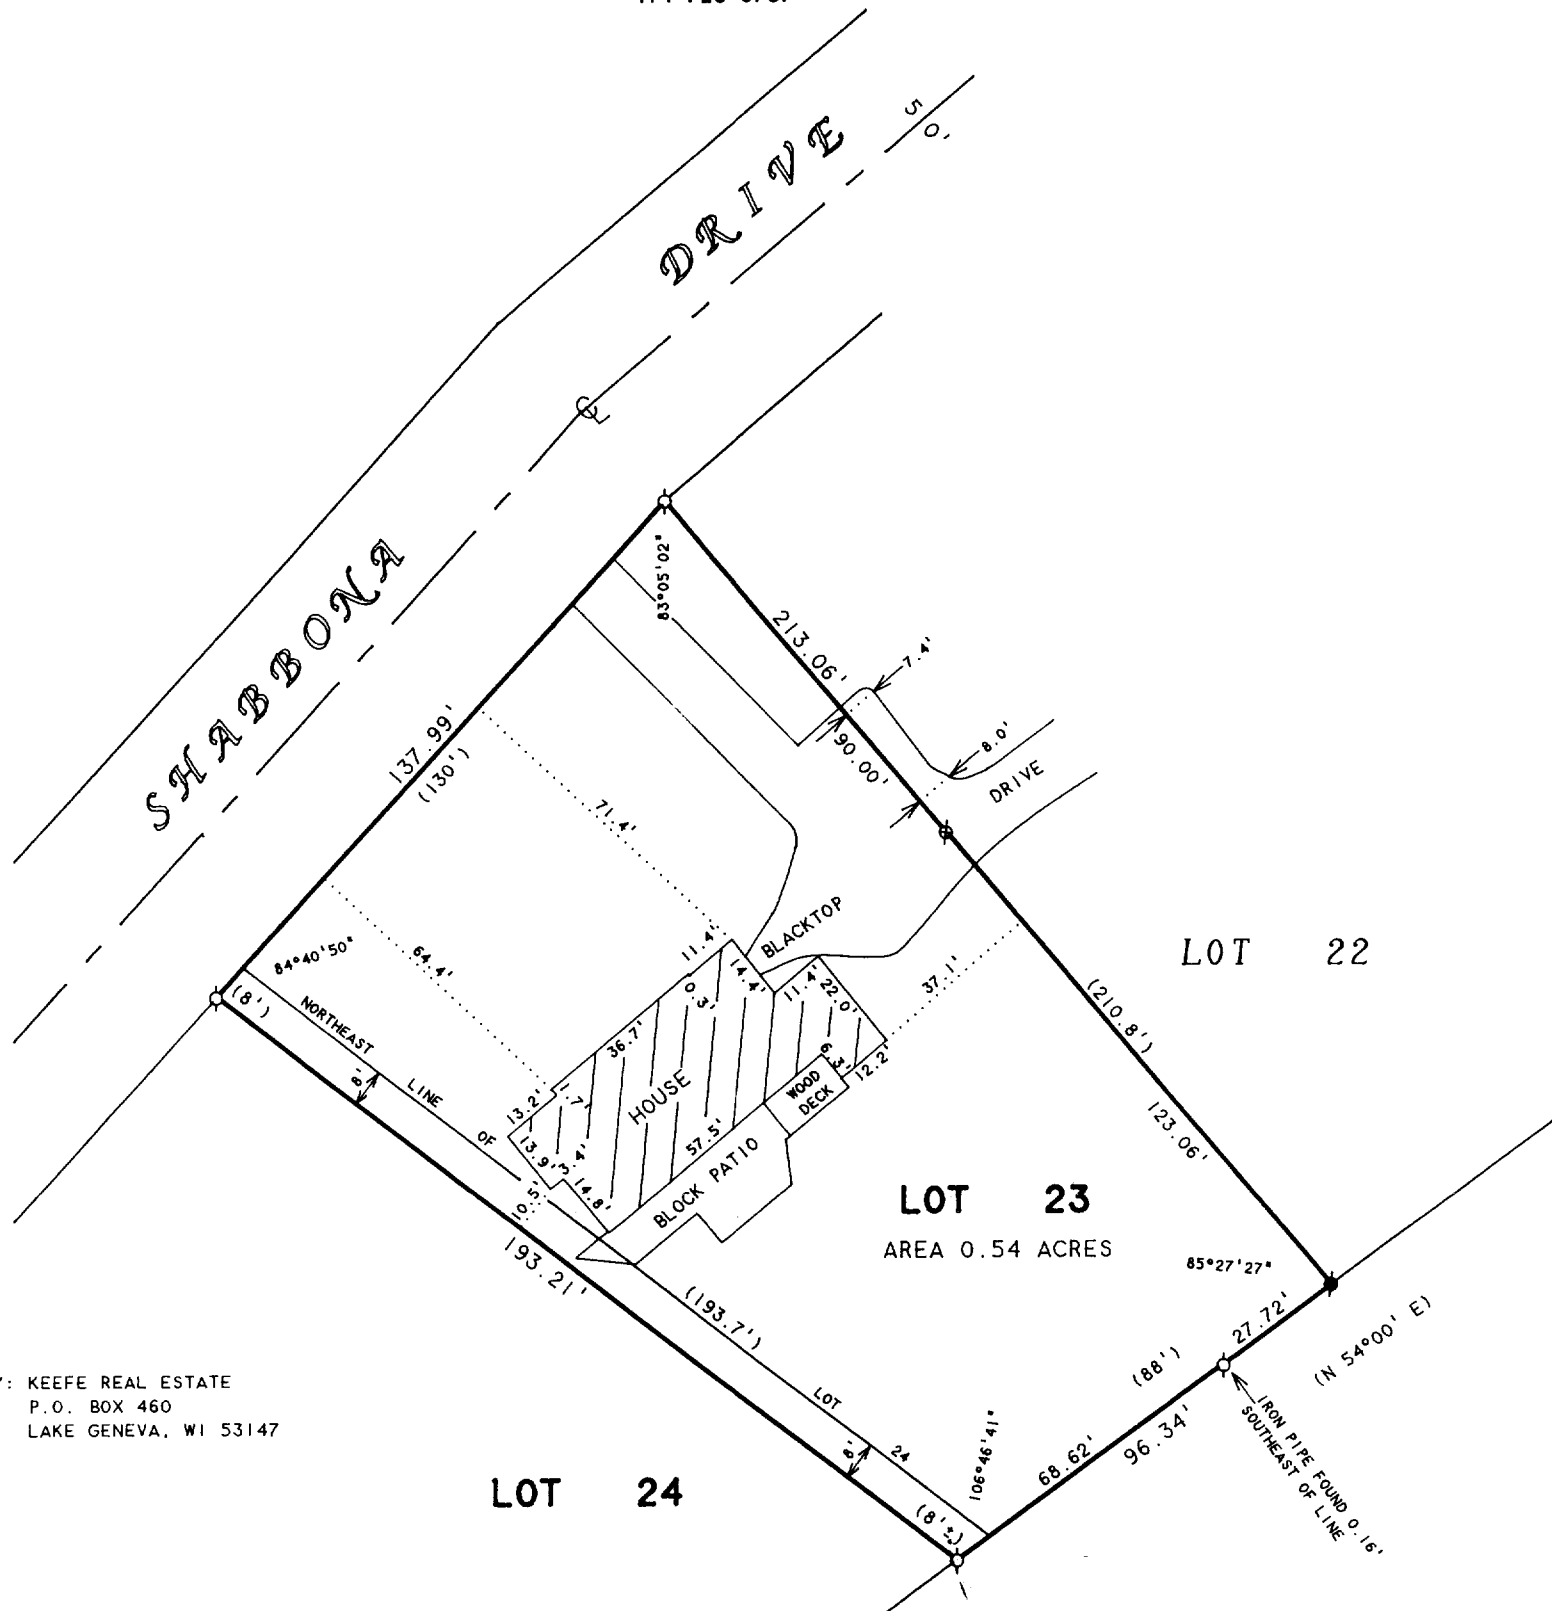 SHABBONA DRIVE
50'
℄
83°05'02"
213.06'
7.4'
90.00'
8.0'
DRIVE
137.99'
(130')
71.4'
64.4'
84°40'50"
(8')
NORTHEAST LINE OF LOT 24
8'
BLACKTOP
11.4'
14.4'
0.3'
11.4'
22.0'
37.1'
36.7'
HOUSE
6.3'
12.2'
WOOD
DECK
13.2'
1.7'
13.9'
3.4'
14.8'
57.5'
BLOCK PATIO
10.5'
193.21'
(193.7')
LOT 22
(210.8')
123.06'
LOT 23
AREA 0.54 ACRES
85°27'27"
27.72'
(N 54°00' E)
(88')
96.34'
68.62'
IRON PIPE FOUND 0.16'
SOUTHEAST OF LINE
106°46'41"
8'
(8'±)
KEEFE REAL ESTATE
P.O. BOX 460
LAKE GENEVA, WI 53147
LOT 24